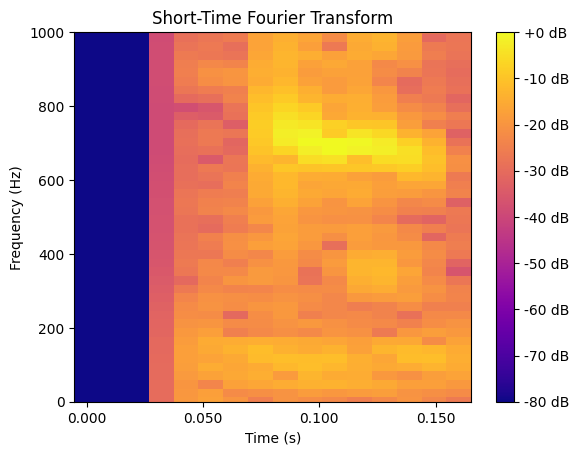 Short-Time Fourier Transform
1000
800
600
400
200
0
Frequency (Hz)
0.000
0.050
0.100
0.150
Time (s)
+0 dB
-10 dB
-20 dB
-30 dB
-40 dB
-50 dB
-60 dB
-70 dB
-80 dB